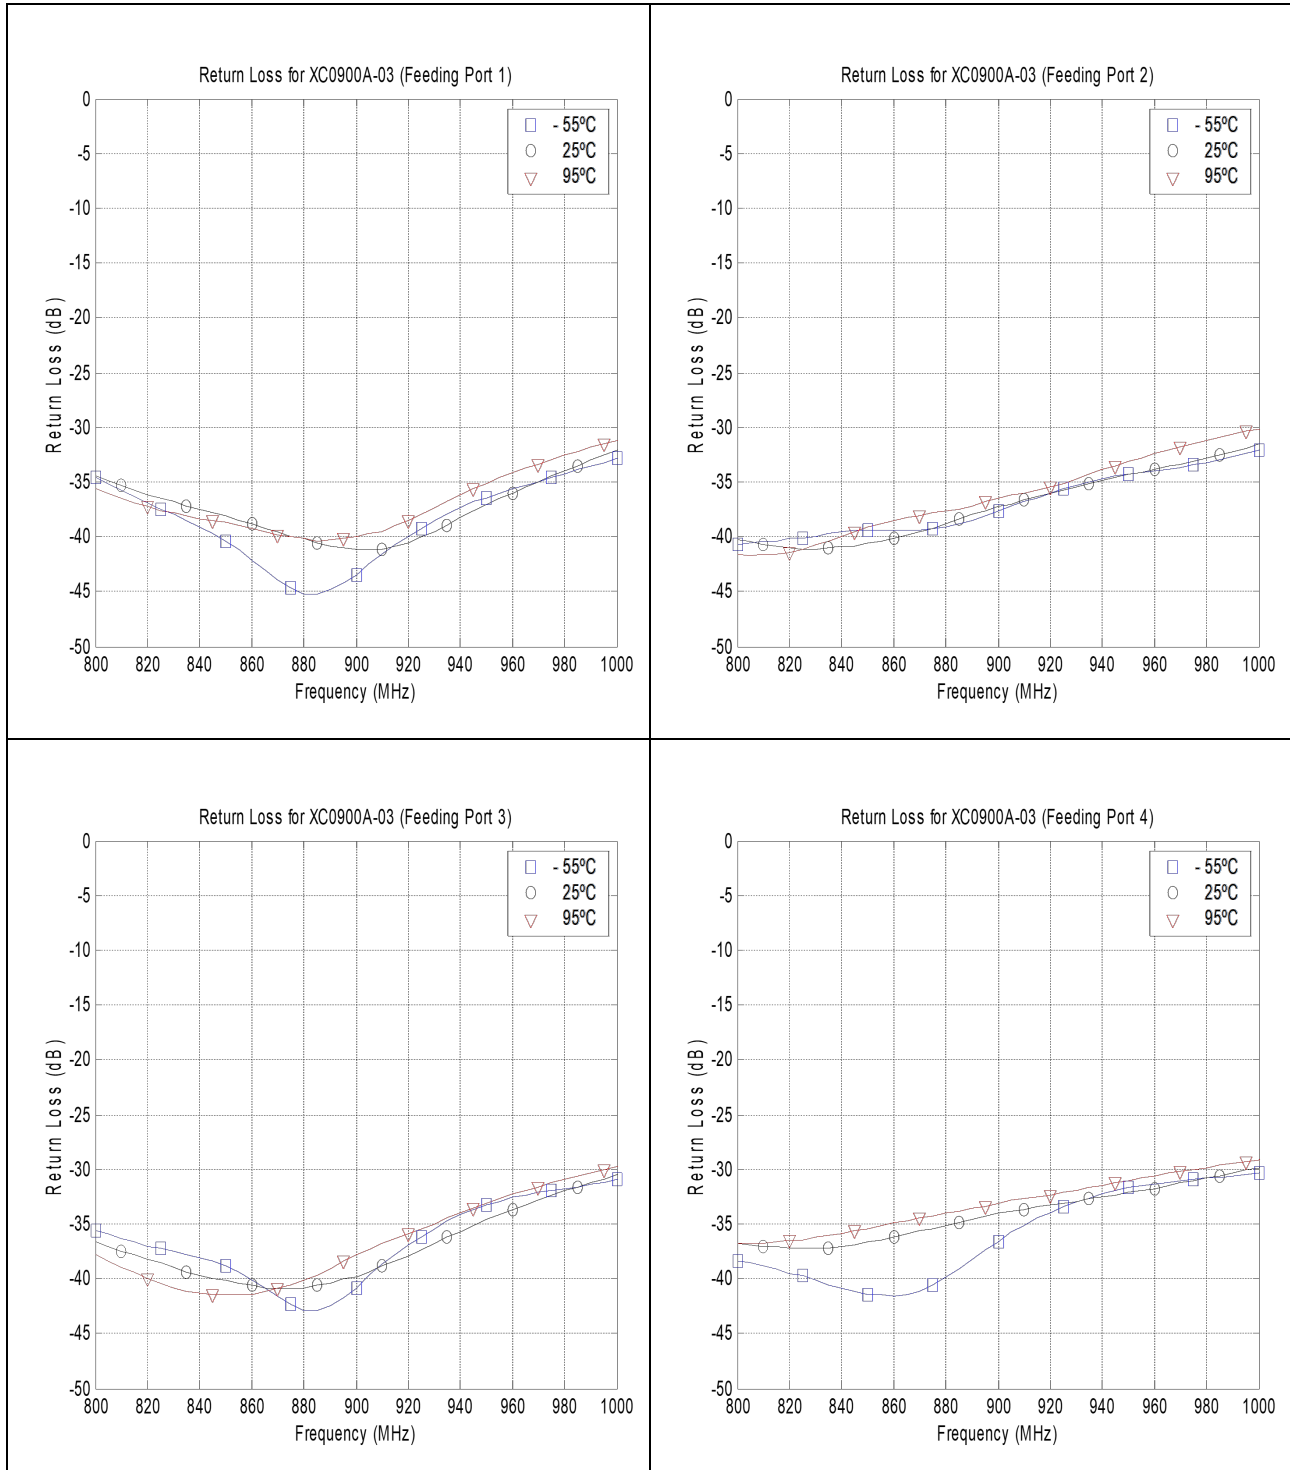 Return Loss for XC0900A-03 (Feeding Port 1)
0
-5
-10
-15
-20
-25
-30
-35
-40
-45
-50
Return Loss (dB)
- 55ºC
25ºC
95ºC
800 820 840 860 880 900 920 940 960 980 1000
Frequency (MHz)
Return Loss for XC0900A-03 (Feeding Port 2)
0
-5
-10
-15
-20
-25
-30
-35
-40
-45
-50
Return Loss (dB)
- 55ºC
25ºC
95ºC
800 820 840 860 880 900 920 940 960 980 1000
Frequency (MHz)
Return Loss for XC0900A-03 (Feeding Port 3)
0
-5
-10
-15
-20
-25
-30
-35
-40
-45
-50
Return Loss (dB)
- 55ºC
25ºC
95ºC
800 820 840 860 880 900 920 940 960 980 1000
Frequency (MHz)
Return Loss for XC0900A-03 (Feeding Port 4)
0
-5
-10
-15
-20
-25
-30
-35
-40
-45
-50
Return Loss (dB)
- 55ºC
25ºC
95ºC
800 820 840 860 880 900 920 940 960 980 1000
Frequency (MHz)